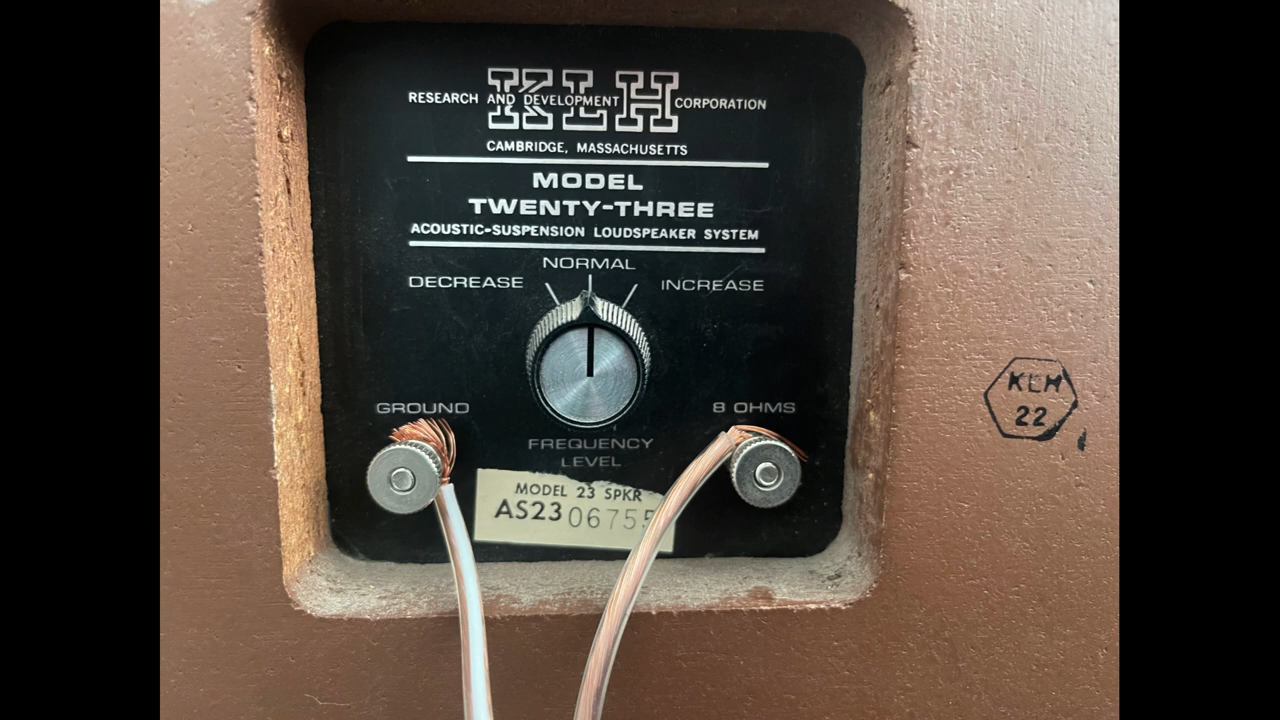 KLH
RESEARCH AND DEVELOPMENT CORPORATION
CAMBRIDGE, MASSACHUSETTS
MODEL
TWENTY-THREE
ACOUSTIC-SUSPENSION LOUDSPEAKER SYSTEM
NORMAL
DECREASE INCREASE
GROUND 8 OHMS
FREQUENCY
LEVEL
MODEL 23 SPKR
AS23 06755
KLH
22